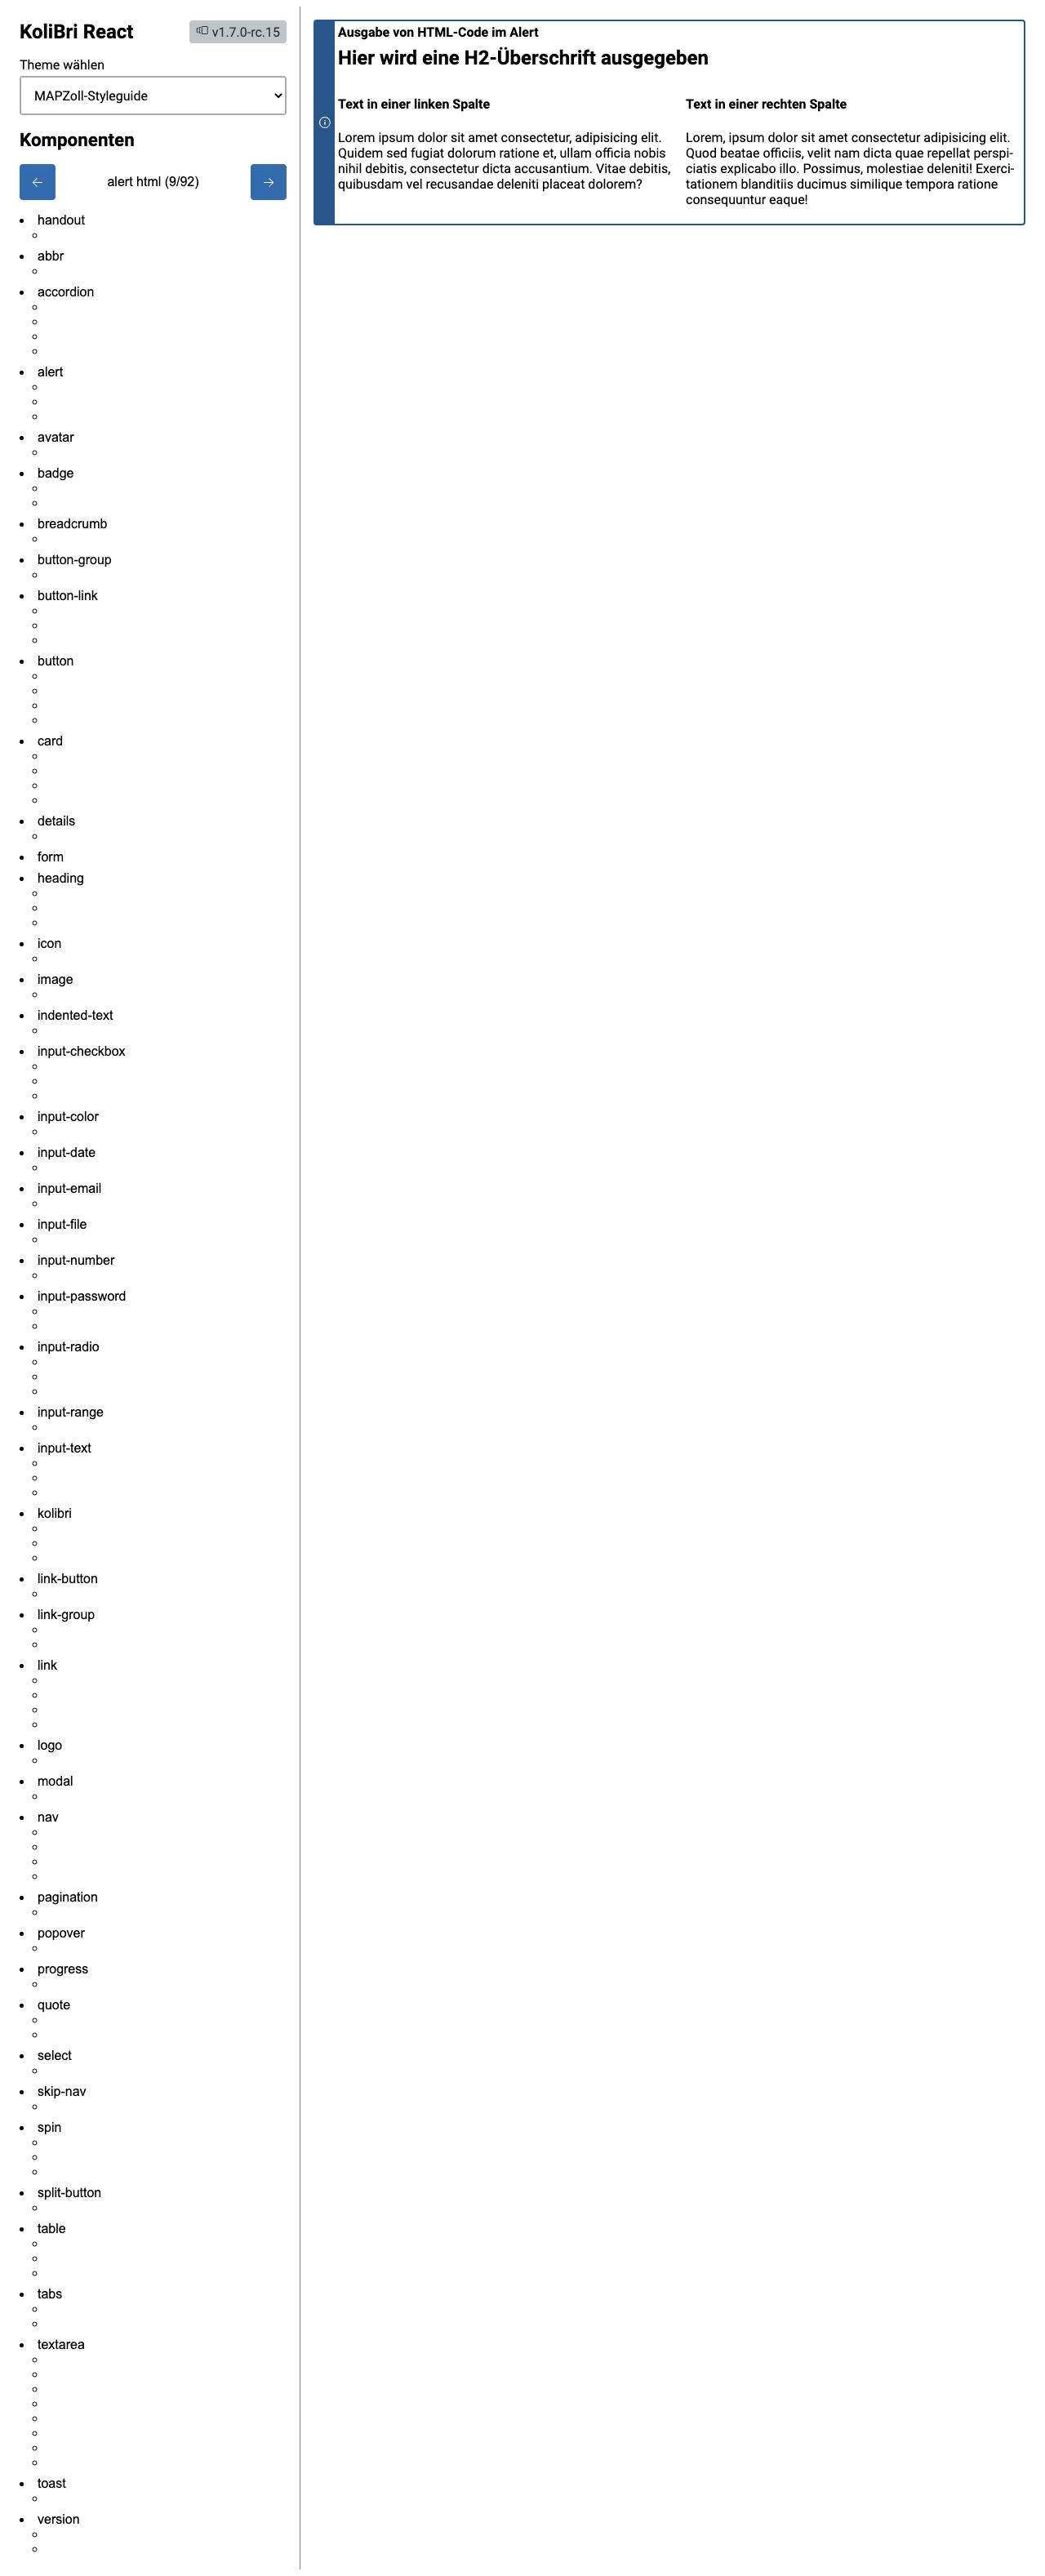 KoliBri React
v1.7.0-rc.15
Theme wählen
MAPZoll-Styleguide
Komponenten
alert html (9/92)
handout
abbr
accordion
alert
avatar
badge
breadcrumb
button-group
button-link
button
card
details
form
heading
icon
image
indented-text
input-checkbox
input-color
input-date
input-email
input-file
input-number
input-password
input-radio
input-range
input-text
kolibri
link-button
link-group
link
logo
modal
nav
pagination
popover
progress
quote
select
skip-nav
spin
split-button
table
tabs
textarea
toast
version
Ausgabe von HTML-Code im Alert
Hier wird eine H2-Überschrift ausgegeben
Text in einer linken Spalte
Lorem ipsum dolor sit amet consectetur, adipisicing elit.
Quidem sed fugiat dolorum ratione et, ullam officia nobis
nihil debitis, consectetur dicta accusantium. Vitae debitis,
quibusdam vel recusandae deleniti placeat dolorem?
Text in einer rechten Spalte
Lorem, ipsum dolor sit amet consectetur adipisicing elit.
Quod beatae officiis, velit nam dicta quae repellat perspi-
ciatis explicabo illo. Possimus, molestiae deleniti! Exerci-
tationem blanditiis ducimus similique tempora ratione
consequuntur eaque!